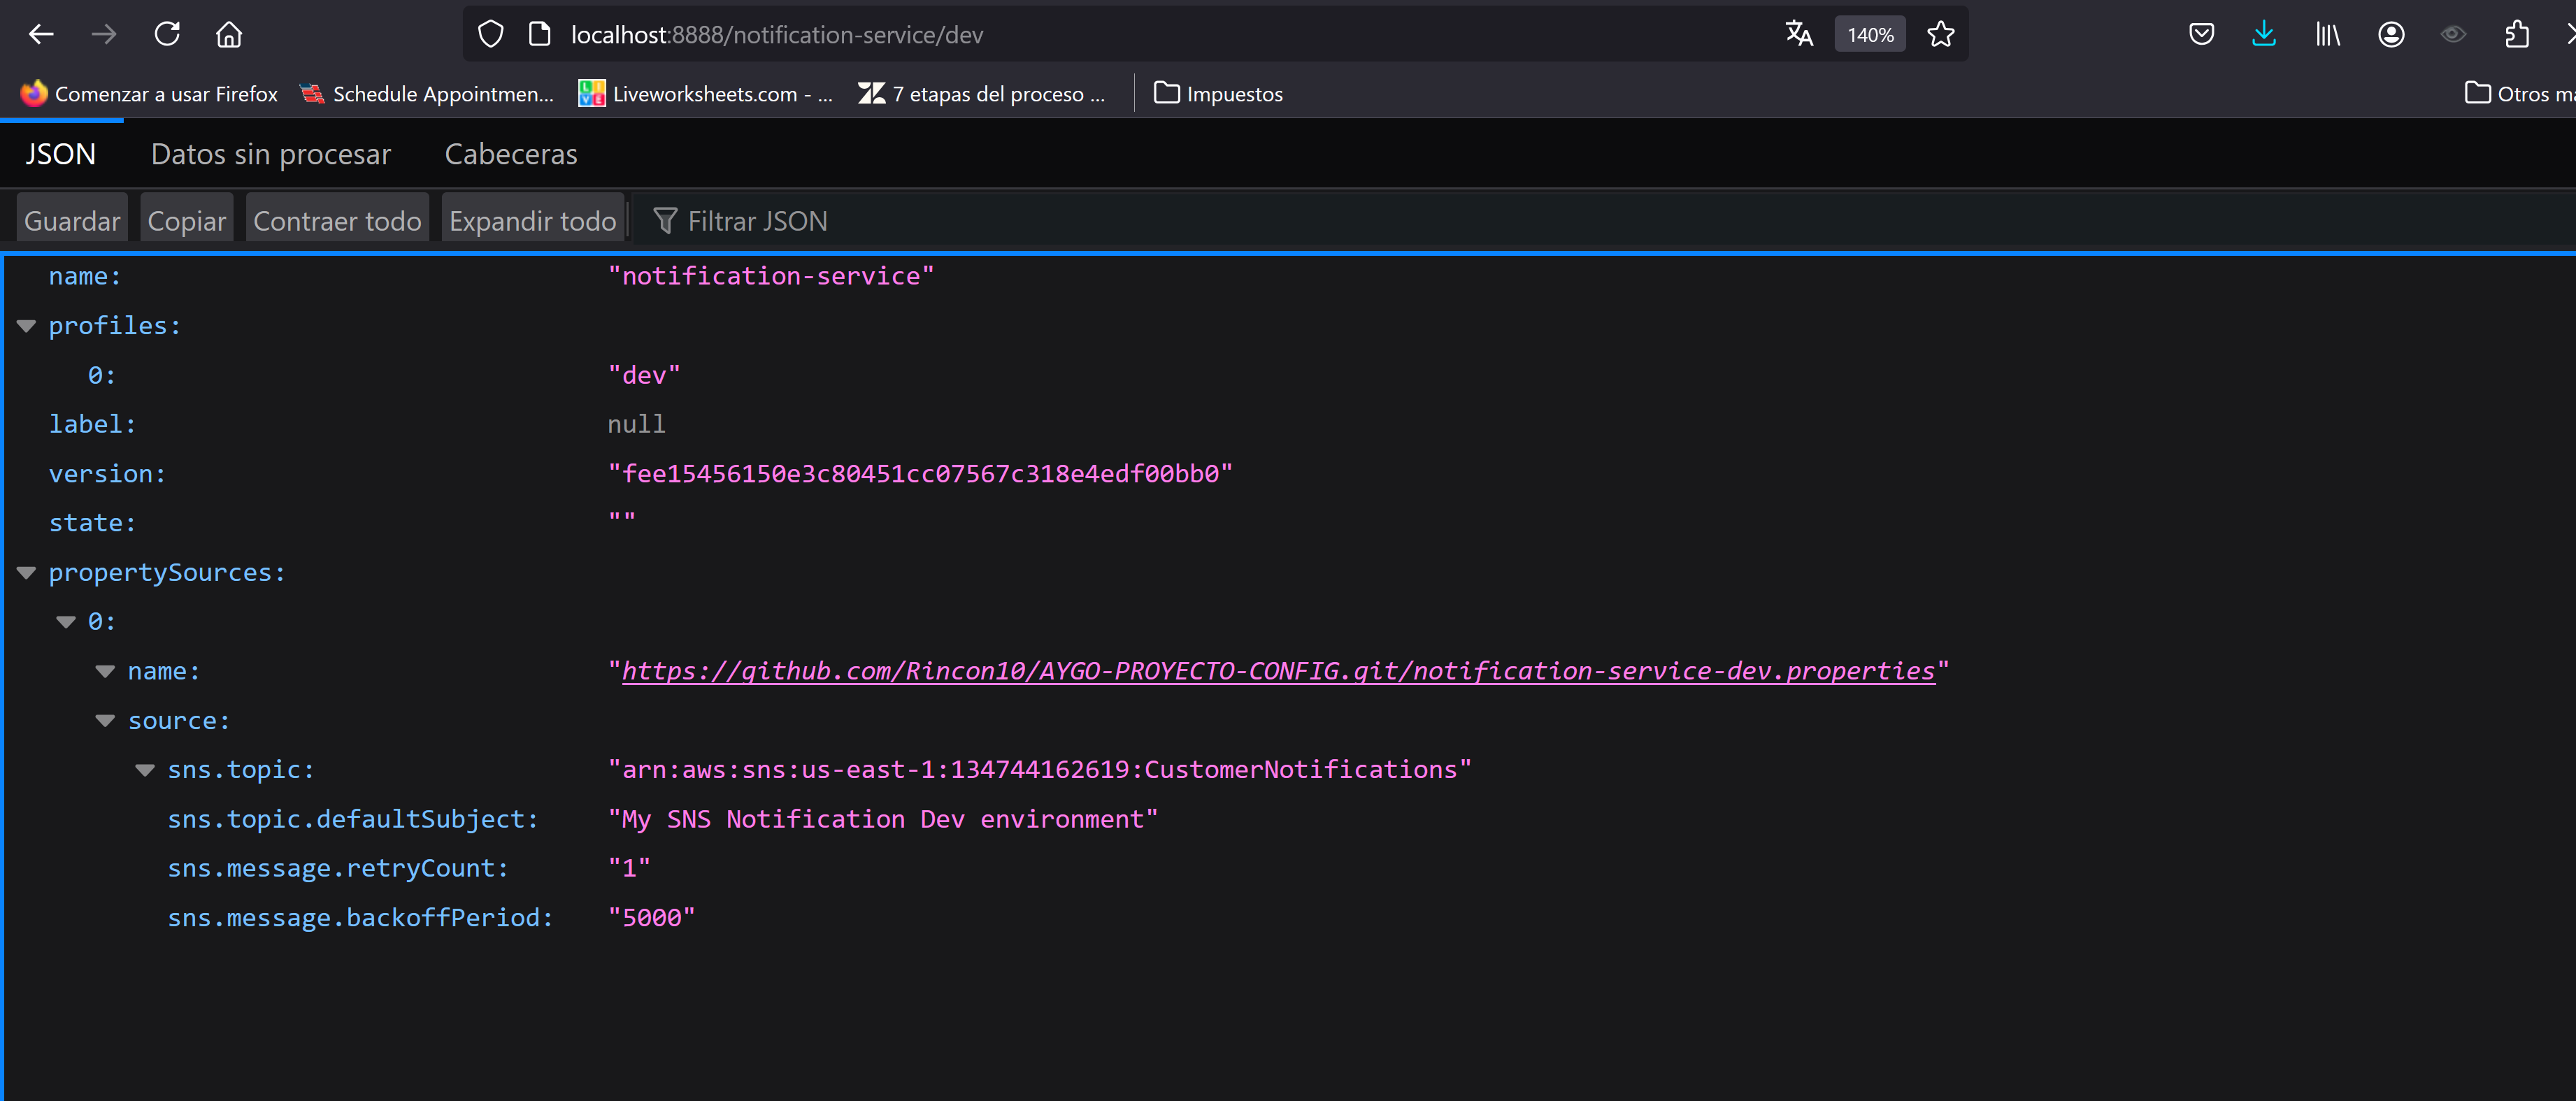 localhost:8888/notification-service/dev
140%
Comenzar a usar Firefox
Schedule Appointmen...
LIVE
Liveworksheets.com - ...
7 etapas del proceso ...
Impuestos
Otros
JSON
Datos sin procesar
Cabeceras
Guardar
Copiar
Contraer todo
Expandir todo
Filtrar JSON
name: "notification-service"
profiles:
0: "dev"
label: null
version: "fee15456150e3c80451cc07567c318e4edf00bb0"
state: ""
propertySources:
0:
name: "https://github.com/Rincon10/AYGO-PROYECTO-CONFIG.git/notification-service-dev.properties"
source:
sns.topic: "arn:aws:sns:us-east-1:134744162619:CustomerNotifications"
sns.topic.defaultSubject: "My SNS Notification Dev environment"
sns.message.retryCount: "1"
sns.message.backoffPeriod: "5000"